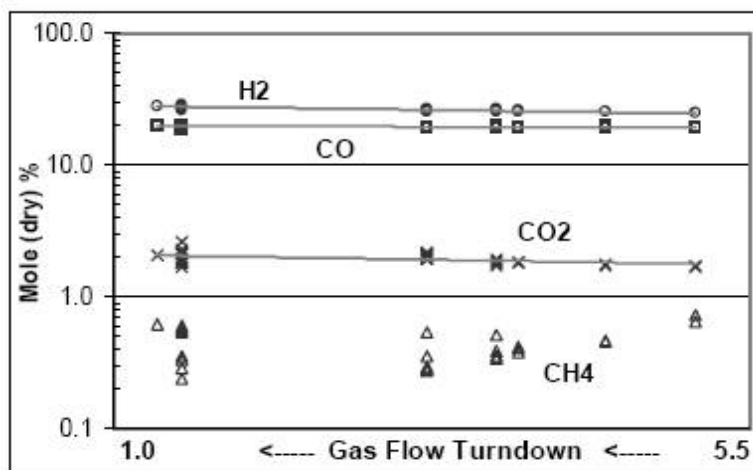 100.0
H2
10.0
CO
Mole (dry) %
CO2
1.0
CH4
0.1
1.0 <----- Gas Flow Turndown <----- 5.5